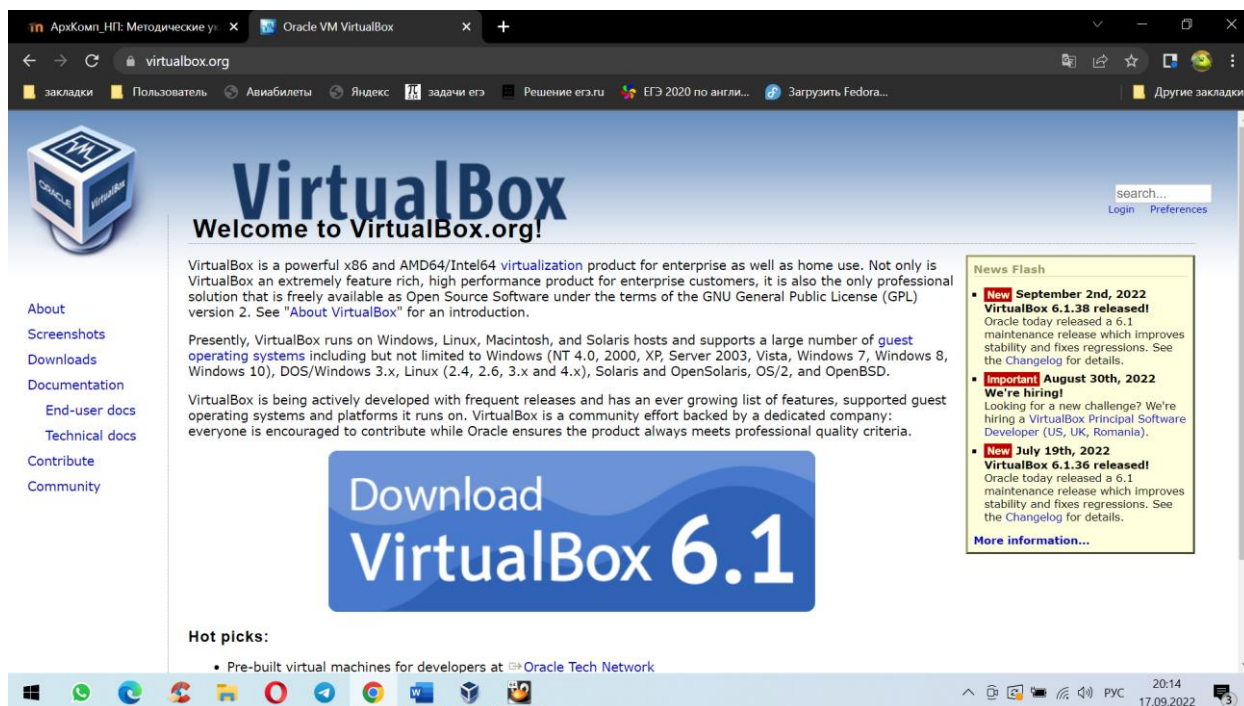 АрхКомп_НП: Методические ук
Oracle VM VirtualBox
virtualbox.org
закладки
Пользователь
Авиабилеты
Яндекс
задачи егэ
Решение егэ.ru
ЕГЭ 2020 по англи...
Загрузить Fedora...
Другие закладки
ORACLE
VirtualBox
VirtualBox
search...
Login Preferences
Welcome to VirtualBox.org!
VirtualBox is a powerful x86 and AMD64/Intel64 virtualization product for enterprise as well as home use. Not only is
VirtualBox an extremely feature rich, high performance product for enterprise customers, it is also the only professional
solution that is freely available as Open Source Software under the terms of the GNU General Public License (GPL)
version 2. See "About VirtualBox" for an introduction.
Presently, VirtualBox runs on Windows, Linux, Macintosh, and Solaris hosts and supports a large number of guest
operating systems including but not limited to Windows (NT 4.0, 2000, XP, Server 2003, Vista, Windows 7, Windows 8,
Windows 10), DOS/Windows 3.x, Linux (2.4, 2.6, 3.x and 4.x), Solaris and OpenSolaris, OS/2, and OpenBSD.
VirtualBox is being actively developed with frequent releases and has an ever growing list of features, supported guest
operating systems and platforms it runs on. VirtualBox is a community effort backed by a dedicated company:
everyone is encouraged to contribute while Oracle ensures the product always meets professional quality criteria.
About
Screenshots
Downloads
Documentation
End-user docs
Technical docs
Contribute
Community
Download
VirtualBox 6.1
Hot picks:
Pre-built virtual machines for developers at Oracle Tech Network
News Flash
New September 2nd, 2022
VirtualBox 6.1.38 released!
Oracle today released a 6.1
maintenance release which improves
stability and fixes regressions. See
the Changelog for details.
Important August 30th, 2022
We're hiring!
Looking for a new challenge? We're
hiring a VirtualBox Principal Software
Developer (US, UK, Romania).
New July 19th, 2022
VirtualBox 6.1.36 released!
Oracle today released a 6.1
maintenance release which improves
stability and fixes regressions. See
the Changelog for details.
More information...
РУС
20:14
17.09.2022
3